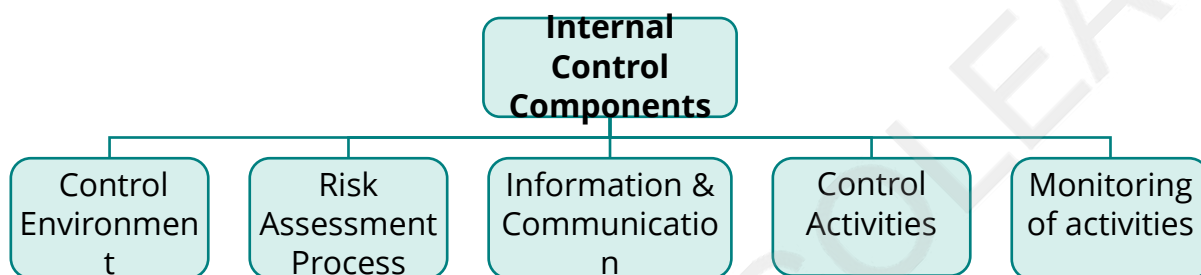 Internal
Control
Components
Control
Environmen
t
Risk
Assessment
Process
Information &
Communicatio
n
Control
Activities
Monitoring
of activities